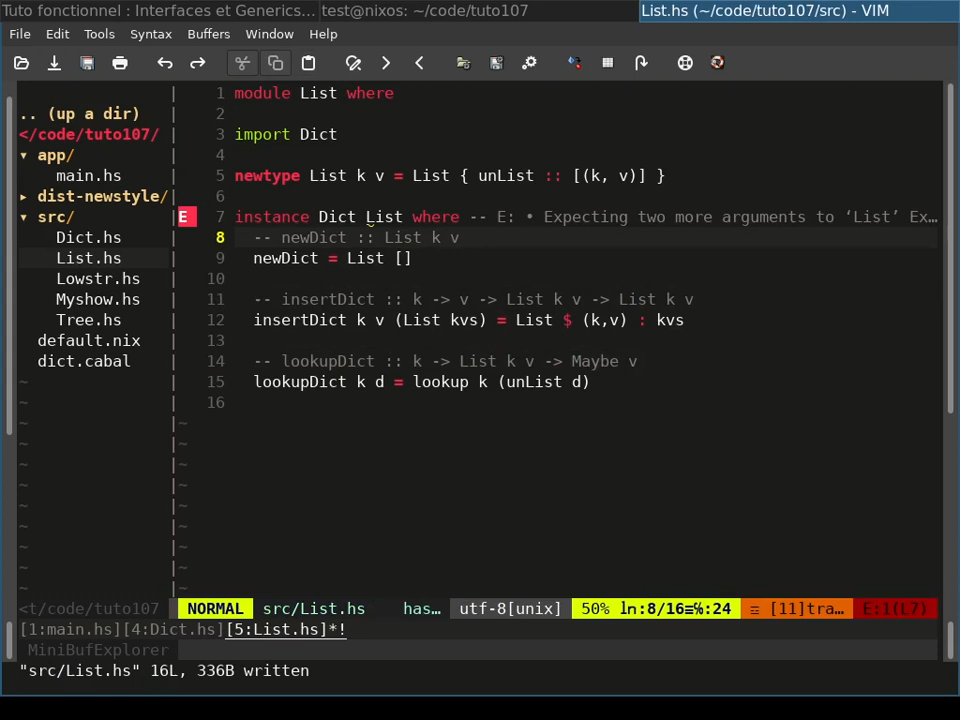 Tuto fonctionnel : Interfaces et Generics... test@nixos: ~/code/tuto107 List.hs (~/code/tuto107/src) - VIM
File Edit Tools Syntax Buffers Window Help
.. (up a dir)
</code/tuto107/
▾ app/
main.hs
▸ dist-newstyle/
▾ src/
Dict.hs
List.hs
Lowstr.hs
Myshow.hs
Tree.hs
default.nix
dict.cabal
1 module List where
2
3 import Dict
4
5 newtype List k v = List { unList :: [(k, v)] }
6
E 7 instance Dict List where -- E: • Expecting two more arguments to ‘List’ Ex…
8 -- newDict :: List k v
9 newDict = List []
10
11 -- insertDict :: k -> v -> List k v -> List k v
12 insertDict k v (List kvs) = List $ (k,v) : kvs
13
14 -- lookupDict :: k -> List k v -> Maybe v
15 lookupDict k d = lookup k (unList d)
16
<t/code/tuto107 NORMAL src/List.hs has… utf-8[unix] 50% ln:8/16≡℅:24 ☲ [11]tra… E:1(L7)
[1:main.hs][4:Dict.hs][5:List.hs]*!
MiniBufExplorer
"src/List.hs" 16L, 336B written